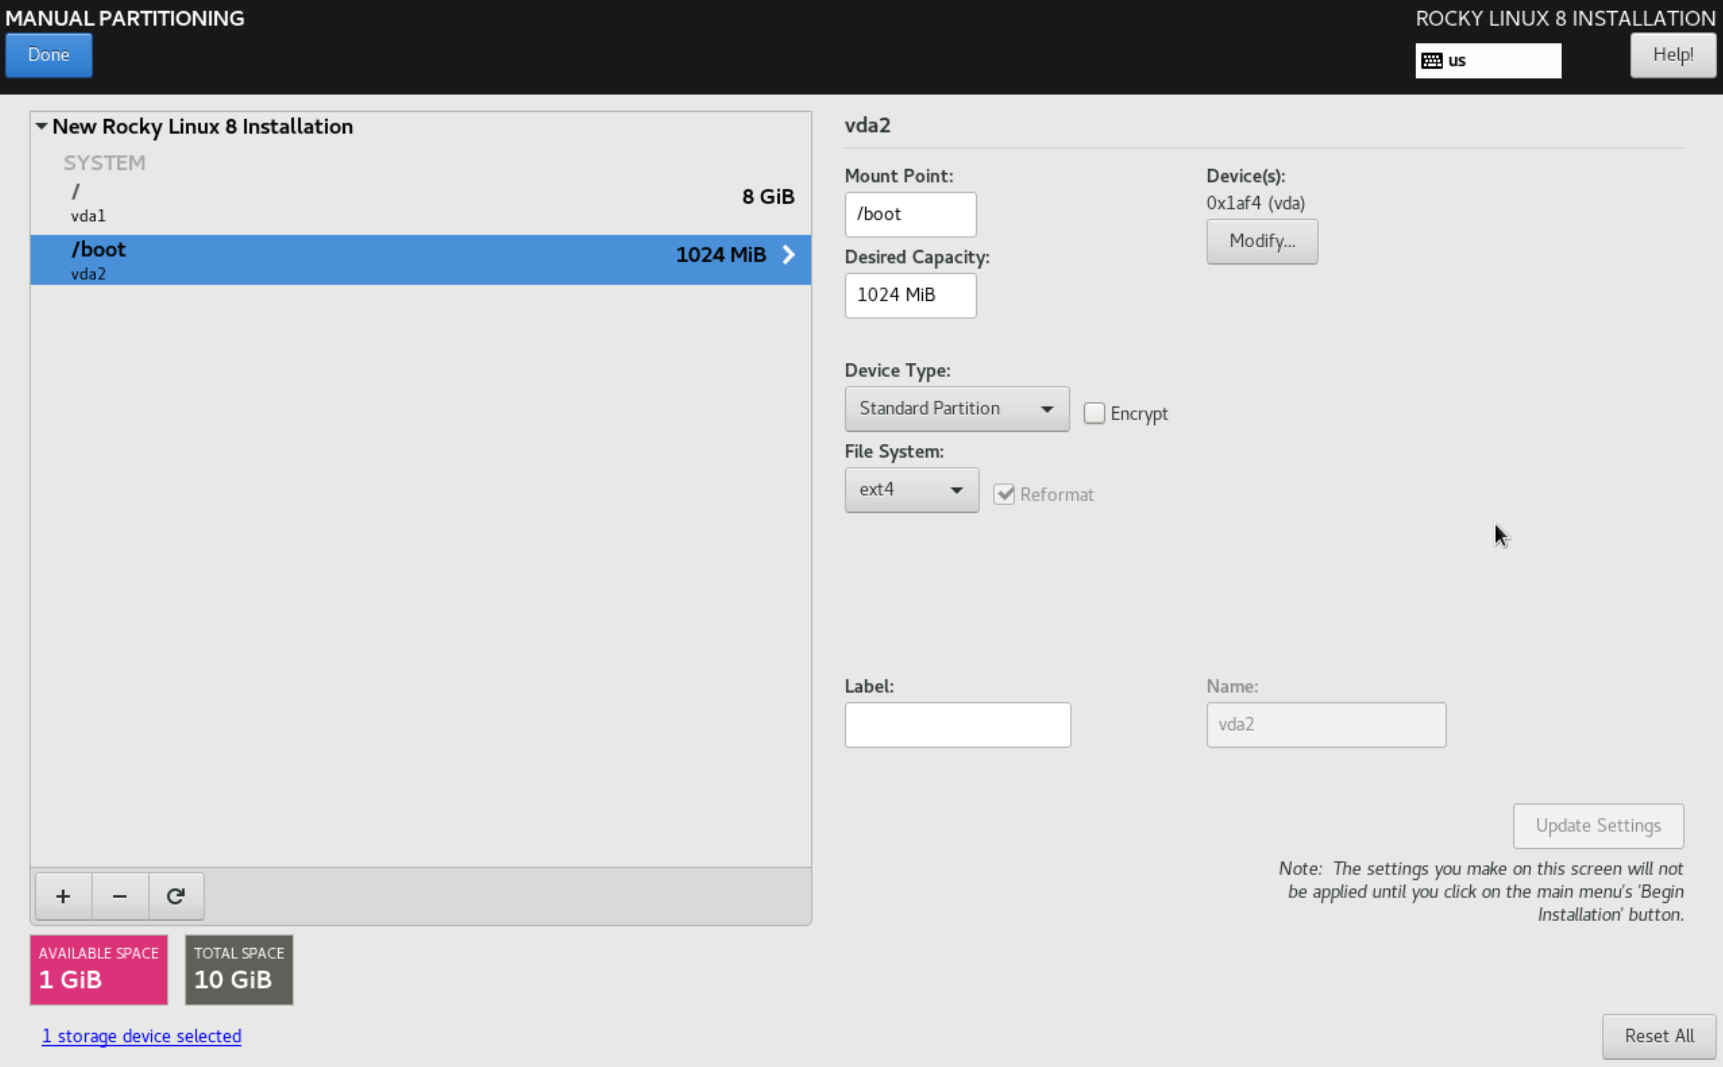 MANUAL PARTITIONING
ROCKY LINUX 8 INSTALLATION
Done
us
Help!
New Rocky Linux 8 Installation
SYSTEM
/
8 GiB
vda1
/boot
1024 MiB
vda2
vda2
Mount Point:
Device(s):
/boot
0x1af4 (vda)
Modify...
Desired Capacity:
1024 MiB
Device Type:
Standard Partition
Encrypt
File System:
ext4
Reformat
Label:
Name:
vda2
Update Settings
Note:  The settings you make on this screen will not
be applied until you click on the main menu's 'Begin
Installation' button.
AVAILABLE SPACE
1 GiB
TOTAL SPACE
10 GiB
1 storage device selected
Reset All